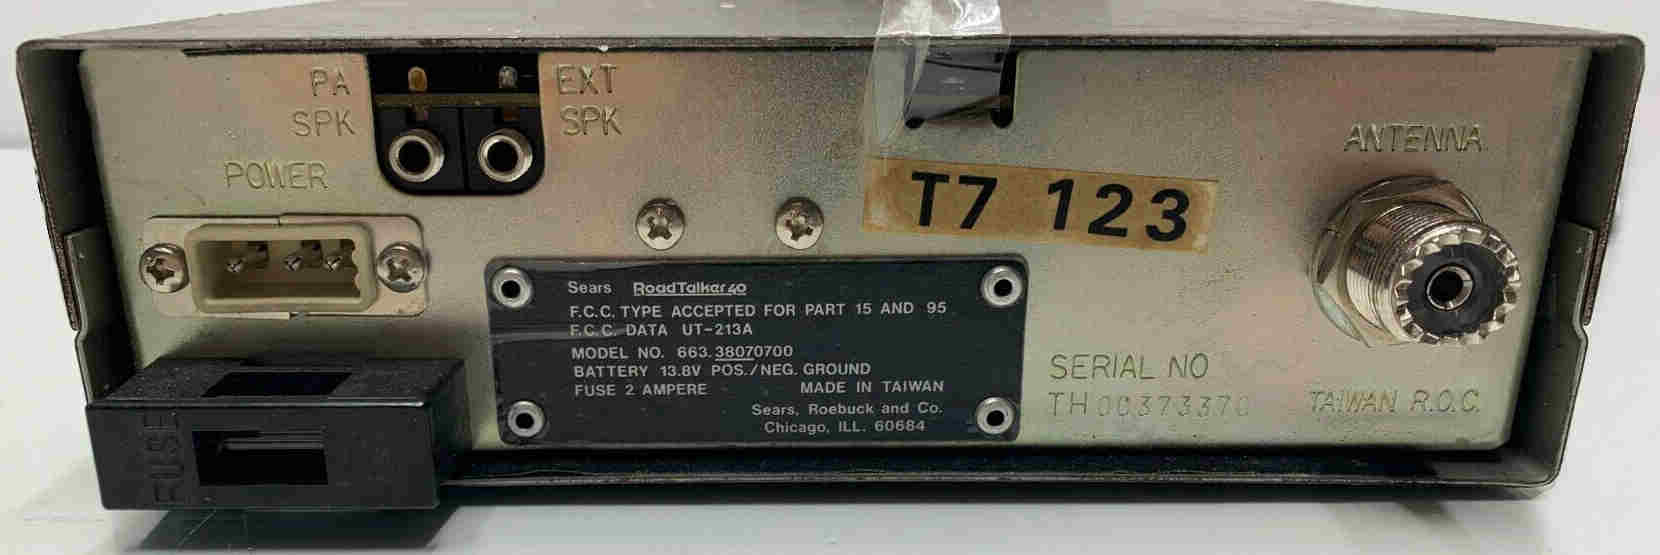 PA
SPK
EXT
SPK
POWER
T7 123
ANTENNA
Sears RoadTalker 40
F.C.C. TYPE ACCEPTED FOR PART 15 AND 95
F.C.C. DATA UT-213A
MODEL NO. 663.38070700
BATTERY 13.8V POS./NEG. GROUND
FUSE 2 AMPERE MADE IN TAIWAN
Sears, Roebuck and Co.
Chicago, ILL. 60684
SERIAL NO
TH06373370
TAIWAN R.O.C.
FUSE